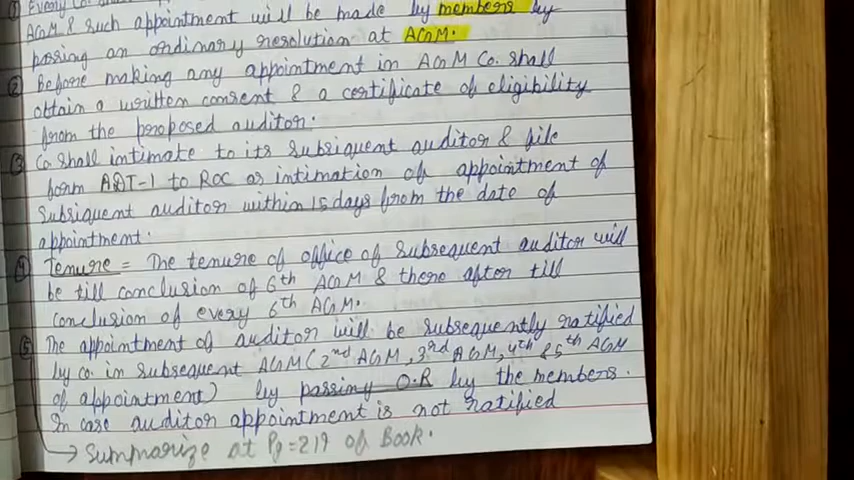 ① Every Co.
AGM & such appointment will be made by members by
passing an ordinary resolution at AGM.
② Before making any appointment in AGM Co. shall
obtain a written consent & a certificate of eligibility
from the proposed auditor.
③ Co shall intimate to its subsiquent auditor & file
form ADT-1 to ROC as intimation of appointment of
subsiquent auditor within 15 days from the date of
appointment.
④ Tenure = The tenure of office of subsequent auditor will
be till conclusion of 6th AGM & there after till
conclusion of every 6th AGM.
⑤ The appointment of auditor will be subsequently ratified
by co. in subsequent AGM (2nd AGM, 3rd AGM, 4th & 5th AGM
of appointment) by passing O.R by the members.
In case auditor appointment is not ratified
→ Summarize at Pg = 219 of Book.